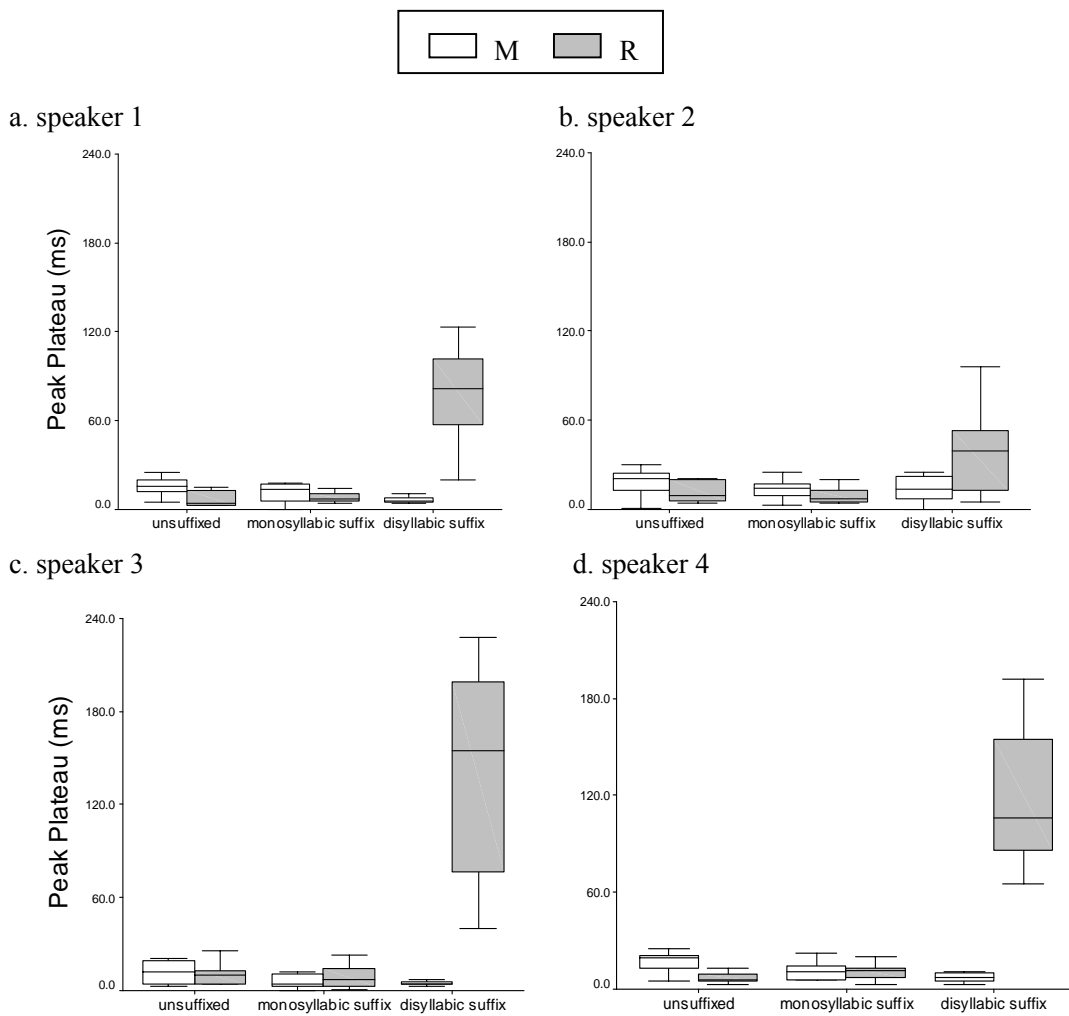 M R
a. speaker 1
b. speaker 2
Peak Plateau (ms)
240.0
180.0
120.0
60.0
0.0
unsuffixed monosyllabic suffix disyllabic suffix
240.0
180.0
120.0
60.0
0.0
unsuffixed monosyllabic suffix disyllabic suffix
c. speaker 3
d. speaker 4
Peak Plateau (ms)
240.0
180.0
120.0
60.0
0.0
unsuffixed monosyllabic suffix disyllabic suffix
240.0
180.0
120.0
60.0
0.0
unsuffixed monosyllabic suffix disyllabic suffix